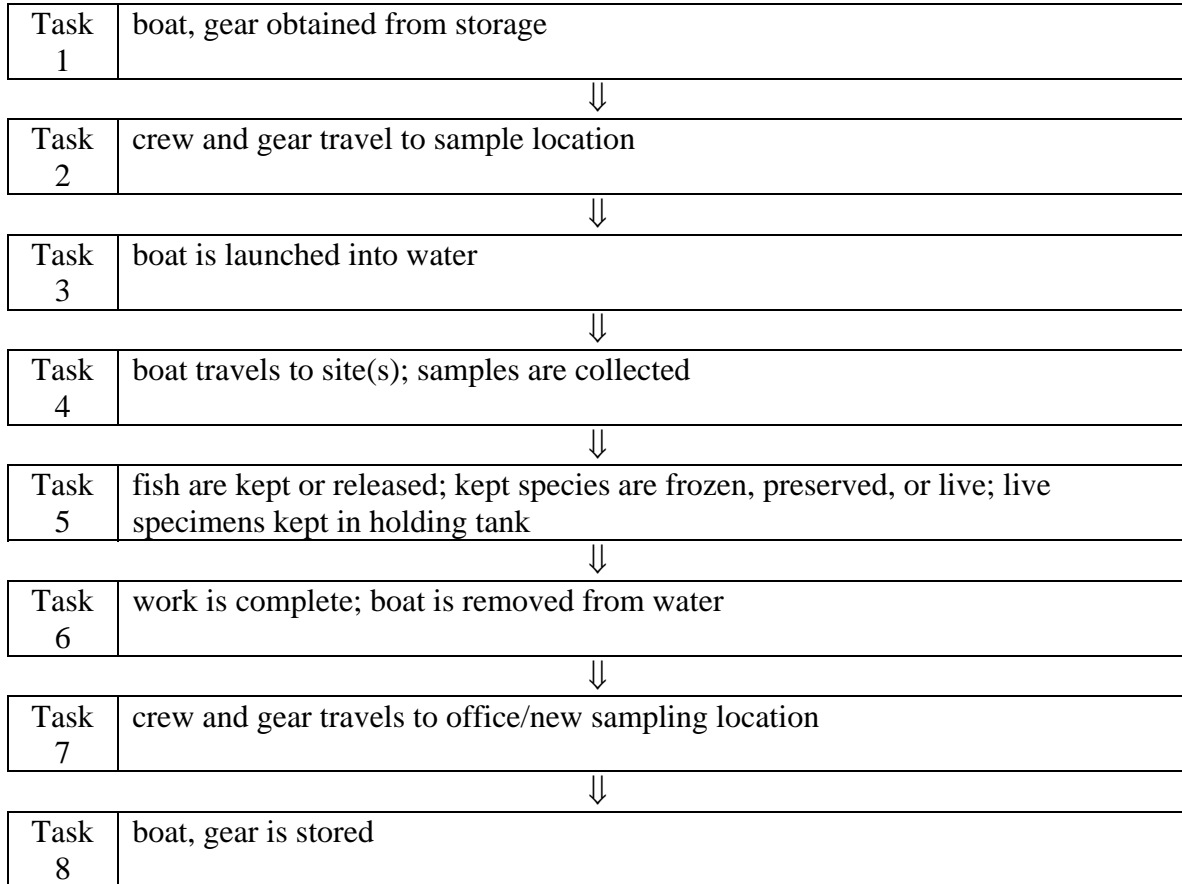 Task boat, gear obtained from storage
1
⇓
Task crew and gear travel to sample location
2
⇓
Task boat is launched into water
3
⇓
Task boat travels to site(s); samples are collected
4
⇓
Task fish are kept or released; kept species are frozen, preserved, or live; live
5 specimens kept in holding tank
⇓
Task work is complete; boat is removed from water
6
⇓
Task crew and gear travels to office/new sampling location
7
⇓
Task boat, gear is stored
8